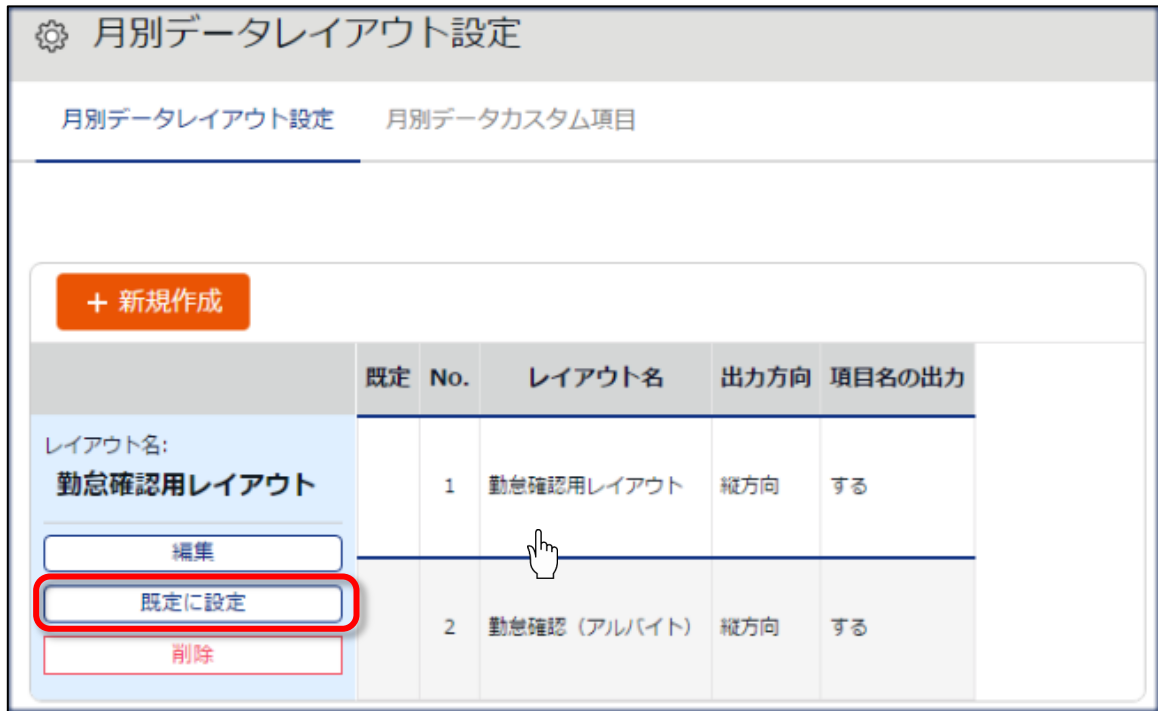 月別データレイアウト設定
月別データレイアウト設定 月別データカスタム項目
+ 新規作成
既定 No. レイアウト名 出力方向 項目名の出力
レイアウト名:
勤怠確認用レイアウト
編集
既定に設定
削除
1 勤怠確認用レイアウト 縦方向 する
2 勤怠確認（アルバイト） 縦方向 する